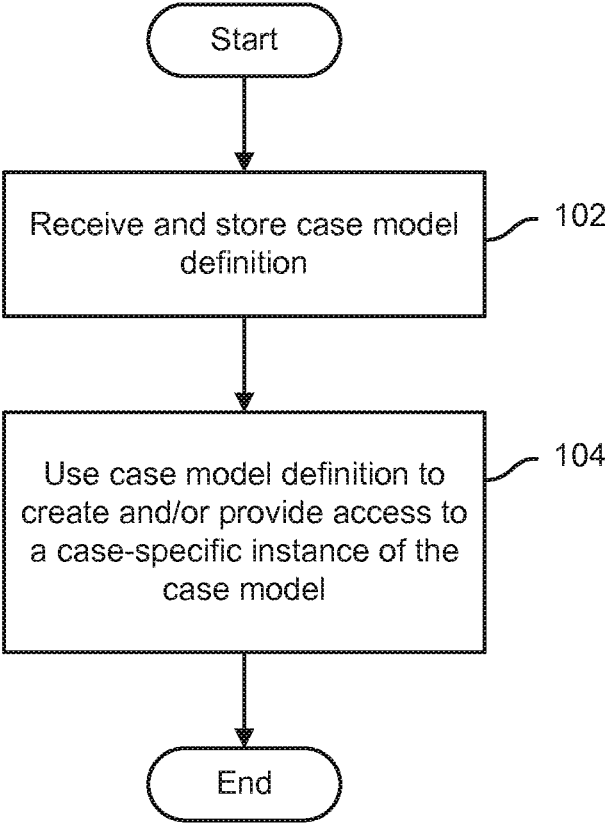 Start
Receive and store case model
definition
102
Use case model definition to
create and/or provide access to
a case-specific instance of the
case model
104
End